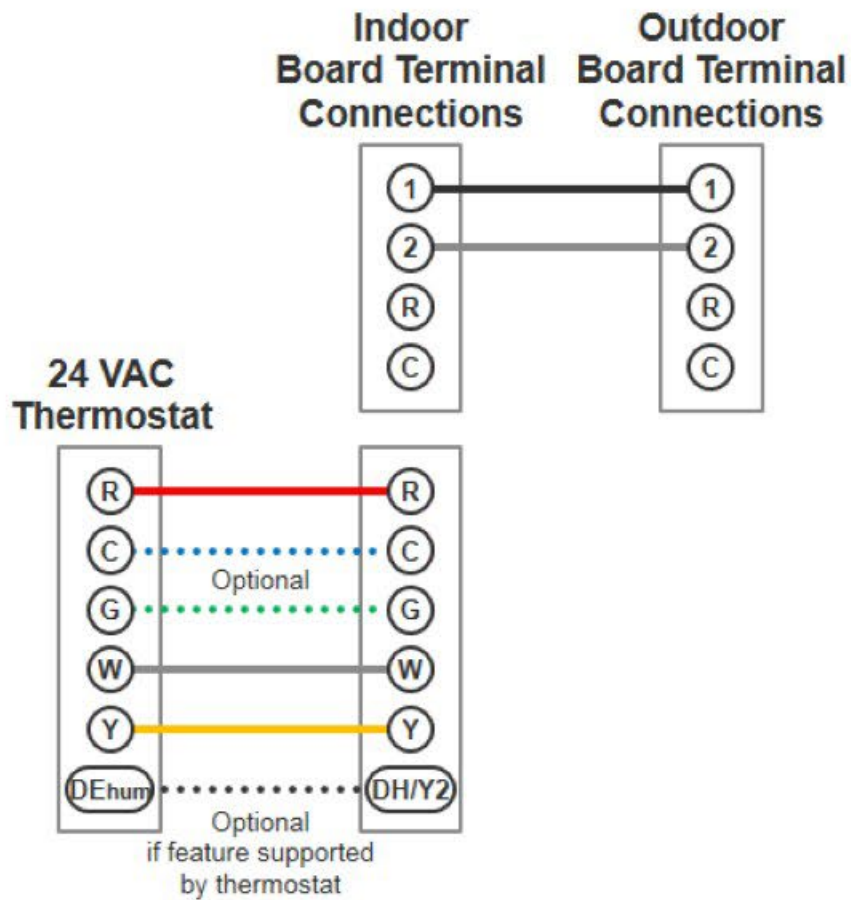 Indoor
Board Terminal
Connections
Outdoor
Board Terminal
Connections
1
1
2
2
R
R
C
C
24 VAC
Thermostat
R
R
C
C
Optional
G
G
W
W
Y
Y
DEhum
DH/Y2
Optional
if feature supported
by thermostat